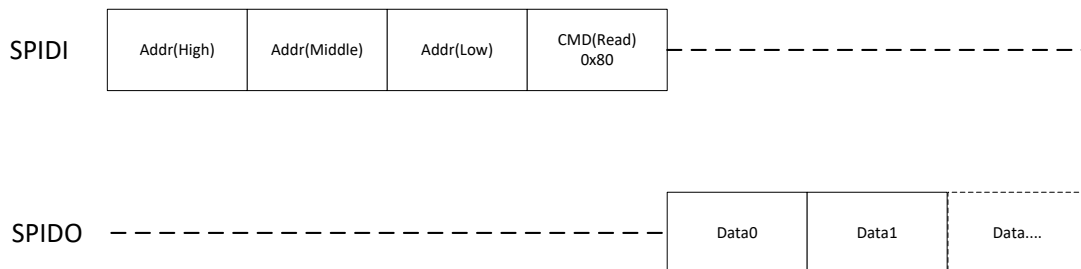 SPIDI
Addr(High)
Addr(Middle)
Addr(Low)
CMD(Read)
0x80
SPIDO
Data0
Data1
Data....